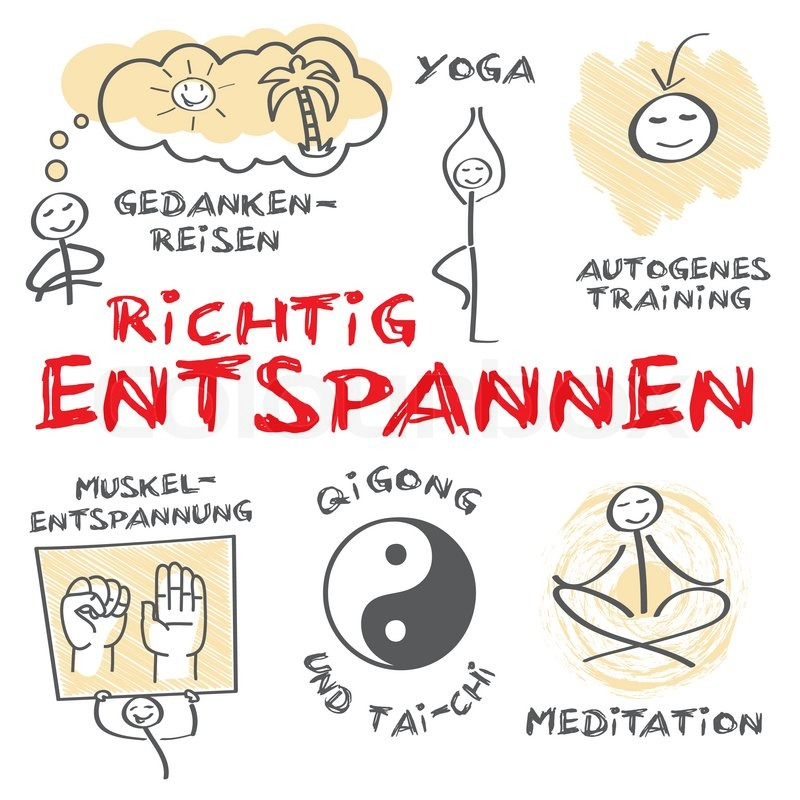 YOGA
GEDANKEN-
REISEN
AUTOGENES
TRAINING
RICHTIG
ENTSPANNEN
MUSKEL-
ENTSPANNUNG
QIGONG
UND TAI-CHI
MEDITATION